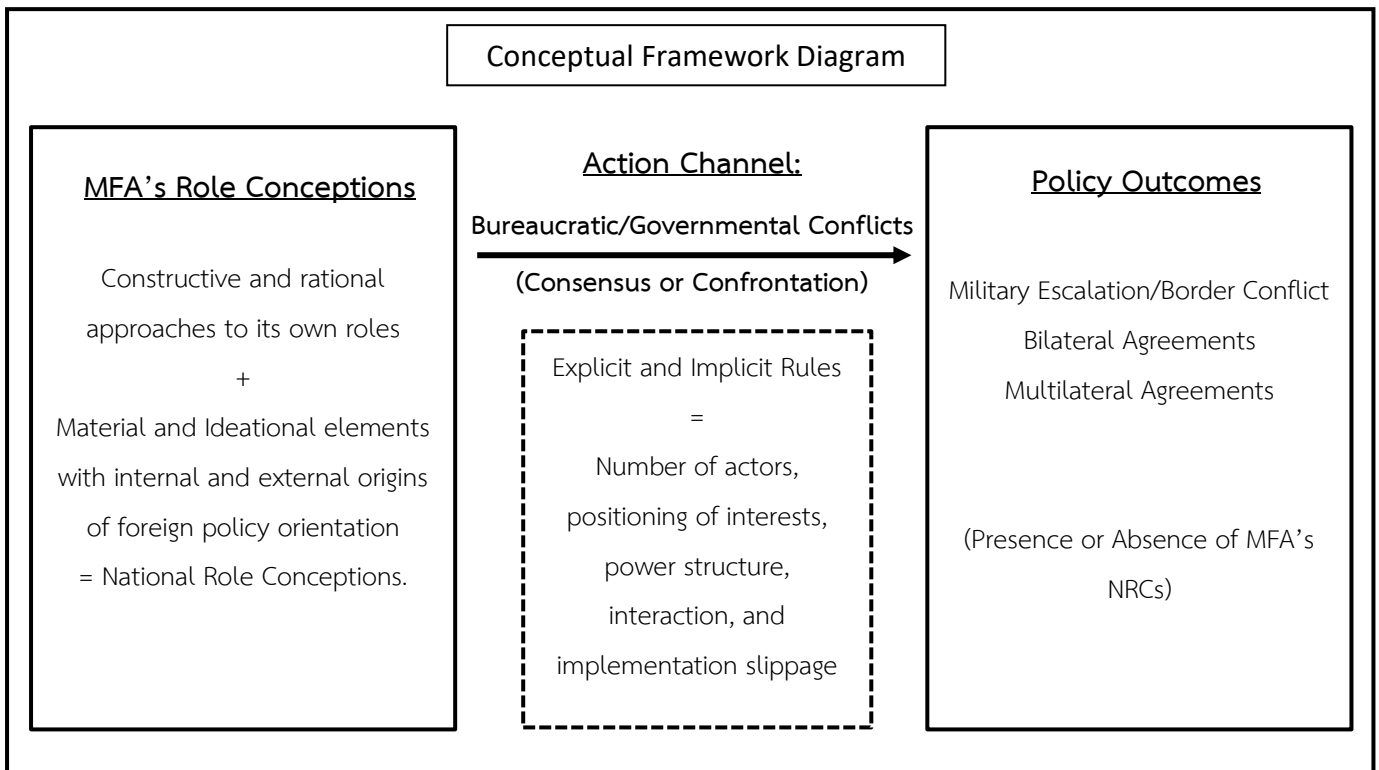 Conceptual Framework Diagram
MFA's Role Conceptions
Constructive and rational
approaches to its own roles
+
Material and Ideational elements
with internal and external origins
of foreign policy orientation
= National Role Conceptions.
Action Channel:
Bureaucratic/Governmental Conflicts
(Consensus or Confrontation)
Explicit and Implicit Rules
=
Number of actors,
positioning of interests,
power structure,
interaction, and
implementation slippage
Policy Outcomes
Military Escalation/Border Conflict
Bilateral Agreements
Multilateral Agreements
(Presence or Absence of MFA's
NRCs)